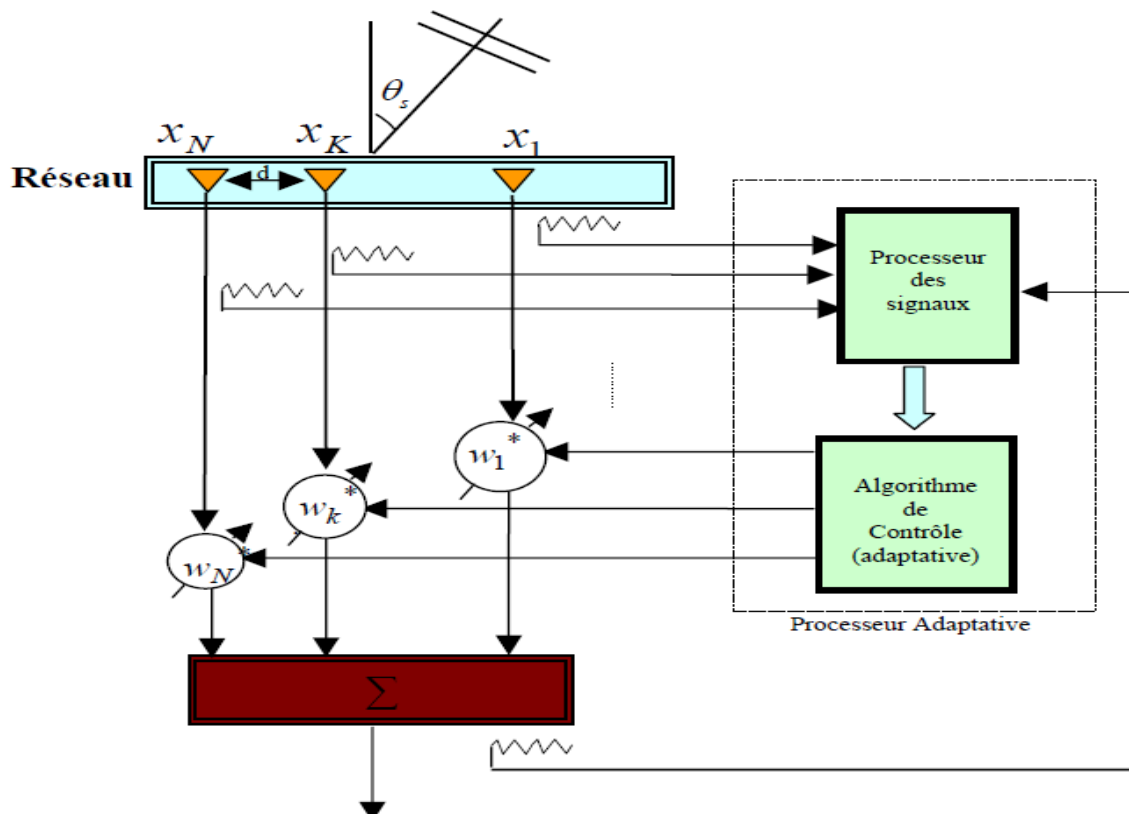 θs
xN xK x1
Réseau
d
Processeur
des
signaux
w1*
wk*
wN*
Algorithme
de
Contrôle
(adaptative)
Processeur Adaptative
Σ